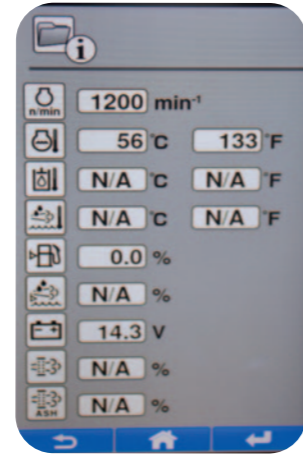 i
n/min 1200 min⁻¹
56 °C 133 °F
N/A °C N/A °F
N/A °C N/A °F
0.0 %
N/A %
14.3 V
N/A %
ASH N/A %